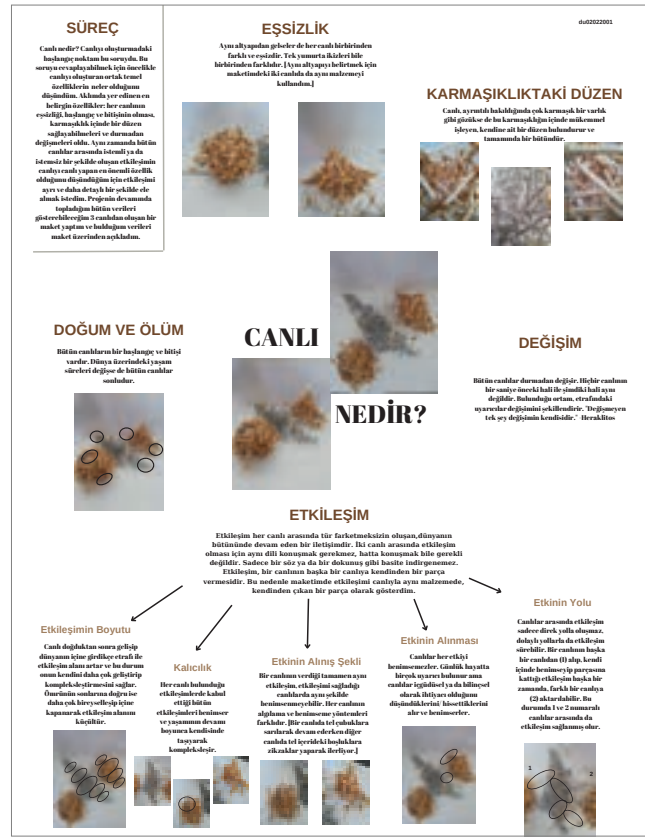 du02022001
SÜREÇ
Canlı nedir? Canlıyı oluşturmadaki
başlangıç noktam bu soruydu. Bu
soruyu cevaplayabilmek için öncelikle
canlıyı oluşturan ortak temel
özelliklerin neler olduğunu
düşündüm. Aklımda yer edinen en
belirgin özellikler; her canlının
eşsizliği, başlangıç ve bitişinin olması,
karmaşıklık içinde bir düzen
sağlayabilmeleri ve durmadan
değişmeleri oldu. Aynı zamanda bütün
canlılar arasında istemli ya da
istemsiz bir şekilde oluşan etkileşimin
canlıyı canlı yapan en önemli özellik
olduğunu düşündüğüm için etkileşimi
ayrı ve daha detaylı bir şekilde ele
almak istedim. Projenin devamında
topladığım bütün verileri
gösterebileceğim 3 canlıdan oluşan bir
maket yaptım ve bulduğum verileri
maket üzerinden açıkladım.
EŞSİZLİK
Aynı altyapıdan gelseler de her canlı birbirinden
farklı ve eşsizdir. Tek yumurta ikizleri bile
birbirinden farklıdır. [Aynı altyapıyı belirtmek için
maketimdeki iki canlıda da aynı malzemeyi
kullandım.]
KARMAŞIKLIKTAKİ DÜZEN
Canlı, ayrıntılı bakıldığında çok karmaşık bir varlık
gibi gözükse de bu karmaşıklığın içinde mükemmel
işleyen, kendine ait bir düzen bulundurur ve
tamamında bir bütündür.
DOĞUM VE ÖLÜM
Bütün canlıların bir başlangıç ve bitişi
vardır. Dünya üzerindeki yaşam
süreleri değişse de bütün canlılar
sonludur.
CANLI
NEDİR?
DEĞİŞİM
Bütün canlılar durmadan değişir. Hiçbir canlının
bir saniye önceki hali ile şimdiki hali aynı
değildir. Bulunduğu ortam, etrafındaki
uyarıcılar değişimini şekillendirir. "Değişmeyen
tek şey değişimin kendisidir." Heraklitos
ETKİLEŞİM
Etkileşim her canlı arasında tür farketmeksizin oluşan,dünyanın
bütününde devam eden bir iletişimdir. İki canlı arasında etkileşim
olması için aynı dili konuşmak gerekmez, hatta konuşmak bile gerekli
değildir. Sadece bir söz ya da bir dokunuş gibi basite indirgenemez.
Etkileşim, bir canlının başka bir canlıya kendinden bir parça
vermesidir. Bu nedenle maketimde etkileşimi canlıyla aynı malzemede,
kendinden çıkan bir parça olarak gösterdim.
Etkileşimin Boyutu
Canlı doğduktan sonra gelişip
dünyanın içine girdikçe etrafı ile
etkileşim alanı artar ve bu durum
onun kendini daha çok geliştirip
kompleksleştirmesini sağlar.
Ömrünün sonlarına doğru ise
daha çok bireyselleşip içine
kapanarak etkileşim alanını
küçültür.
Kalıcılık
Her canlı bulunduğu
etkileşimlerde kabul
ettiği bütün
etkileşimleri benimser
ve yaşamının devamı
boyunca kendisinde
taşıyarak
kompleksleşir.
Etkinin Alınış Şekli
Bir canlının verdiği tamamen aynı
etkileşim, etkileşimi sağladığı
canlılarda aynı şekilde
benimsenmeyebilir. Her canlının
algılama ve benimseme yöntemleri
farklıdır. [Bir canlıda tel çubuklara
sarılarak devam ederken diğer
canlıda tel içerideki boşluklara
zikzaklar yaparak ilerliyor.]
Etkinin Alınması
Canlılar her etkiyi
benimsemezler. Günlük hayatta
birçok uyarıcı bulunur ama
canlılar içgüdüsel ya da bilinçsel
olarak ihtiyacı olduğunu
düşündüklerini/ hissettiklerini
alır ve benimserler.
Etkinin Yolu
Canlılar arasında etkileşim
sadece direk yolla oluşmaz,
dolaylı yollarla da etkileşim
sürebilir. Bir canlının başka
bir canlıdan (1) alıp, kendi
içinde benimseyip parçasına
kattığı etkileşim başka bir
zamanda, farklı bir canlıya
(2) aktarılabilir. Bu
durumda 1 ve 2 numaralı
canlılar arasında da
etkileşim sağlanmış olur.
1
2